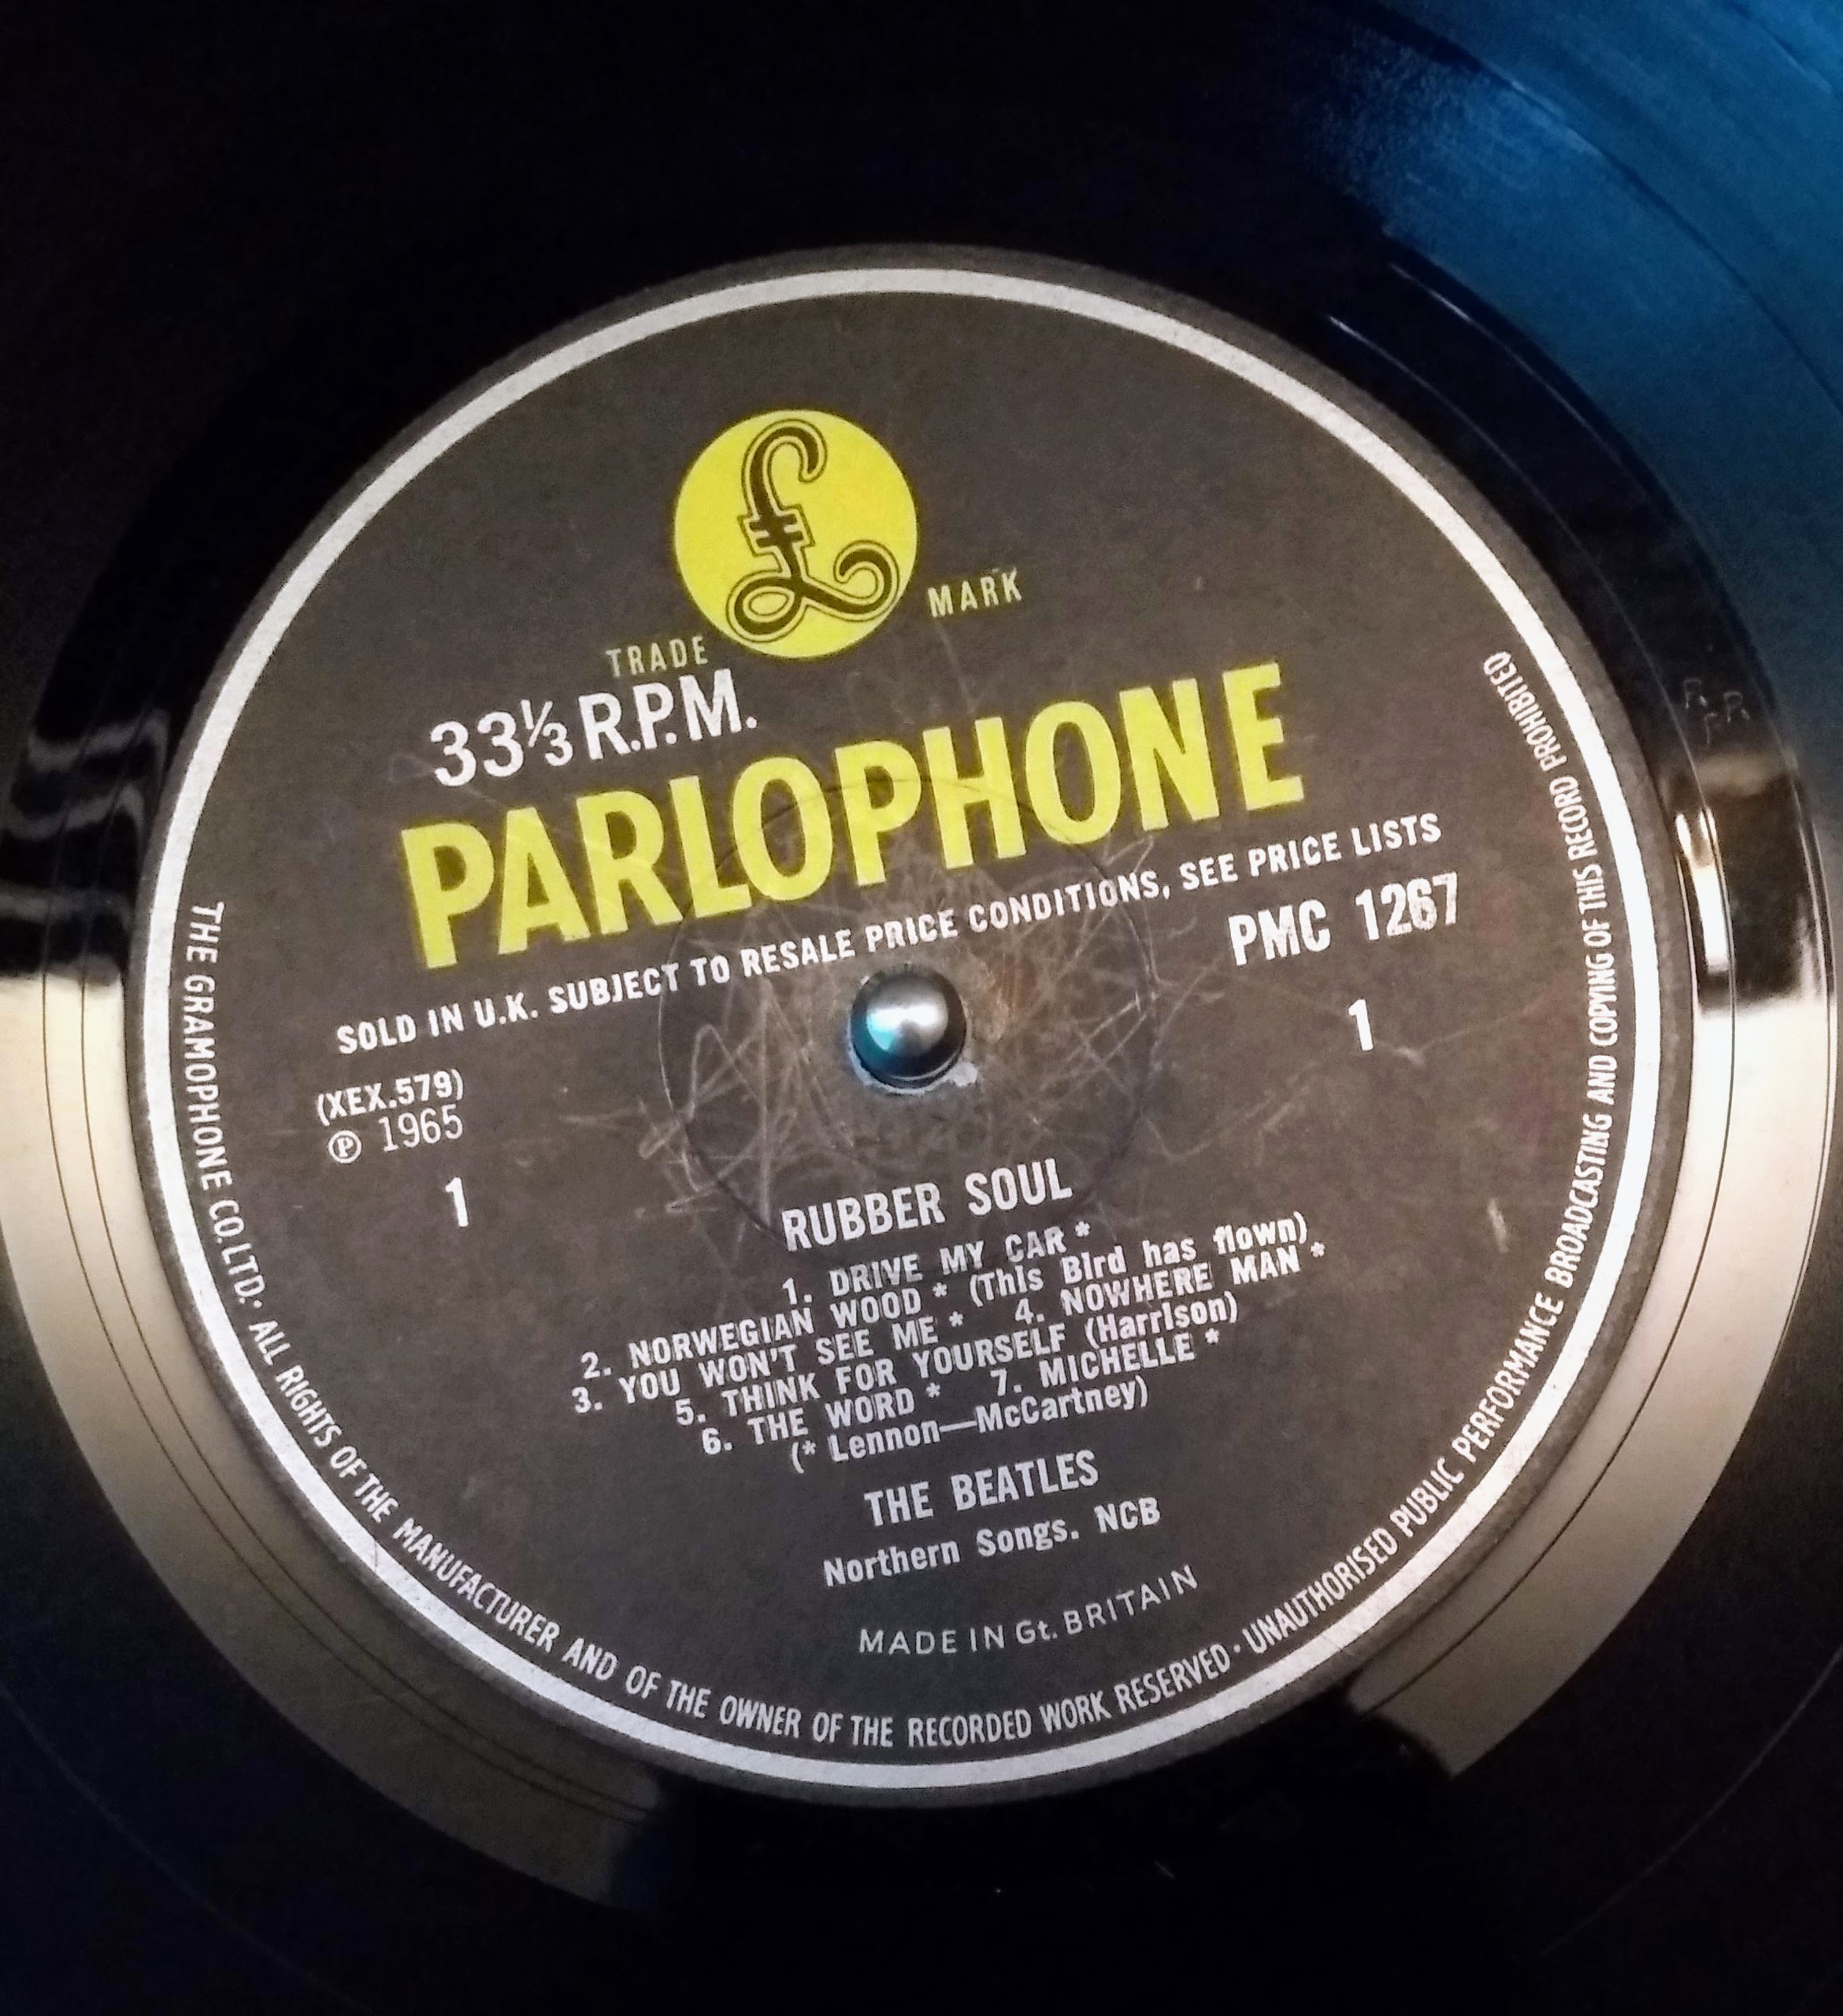 £
TRADE MARK
33⅓ R.P.M.
PARLOPHONE
SOLD IN U.K. SUBJECT TO RESALE PRICE CONDITIONS, SEE PRICE LISTS
PMC 1267
1
(XEX.579)
℗ 1965
1
RUBBER SOUL
1. DRIVE MY CAR *
2. NORWEGIAN WOOD * (This Bird has flown)
3. YOU WON'T SEE ME * 4. NOWHERE MAN *
5. THINK FOR YOURSELF (Harrison)
6. THE WORD * 7. MICHELLE *
(* Lennon—McCartney)
THE BEATLES
Northern Songs. NCB
MADE IN Gt. BRITAIN
THE GRAMOPHONE CO. LTD. · ALL RIGHTS OF THE MANUFACTURER AND OF THE OWNER OF THE RECORDED WORK RESERVED · UNAUTHORISED PUBLIC PERFORMANCE BROADCASTING AND COPYING OF THIS RECORD PROHIBITED